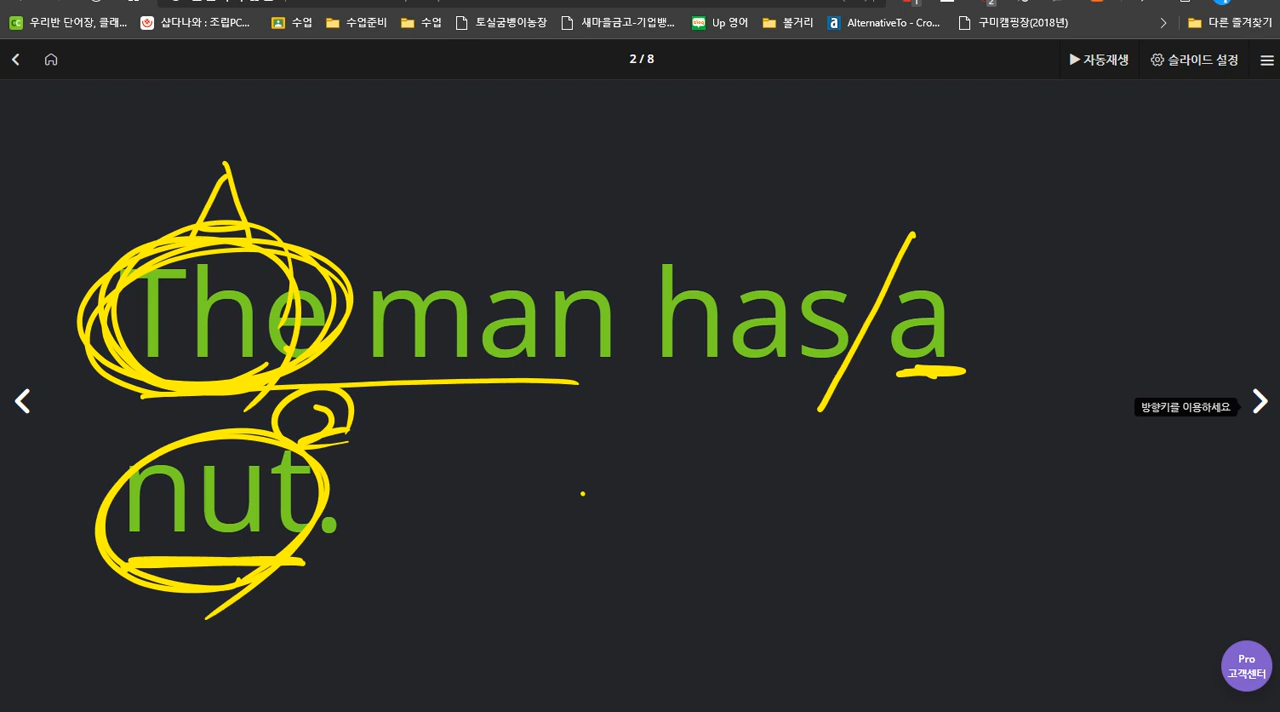 우리반 단어장, 클래... 샵다나와 : 조립PC... 수업 수업준비 수업 토실굼뱅이농장 새마을금고-기업뱅... Up 영어 볼거리 AlternativeTo - Cro... 구미캠핑장(2018년) 다른 즐겨찾기
2 / 8 ▶ 자동재생 슬라이드 설정
The man has a
방향키를 이용하세요
nut.
Pro
고객센터